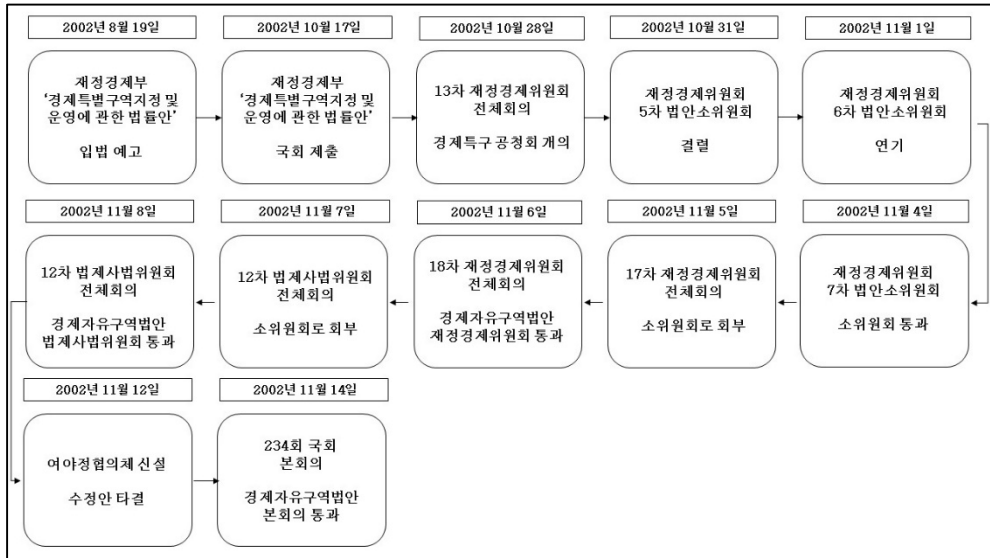 2002년 8월 19일
재정경제부
‘경제특별구역지정 및
운영에 관한 법률안’
입법 예고
2002년 10월 17일
재정경제부
‘경제특별구역지정 및
운영에 관한 법률안’
국회 제출
2002년 10월 28일
13차 재정경제위원회
전체회의
경제특구 공청회 개의
2002년 10월 31일
재정경제위원회
5차 법안소위원회
결렬
2002년 11월 1일
재정경제위원회
6차 법안소위원회
연기
2002년 11월 4일
재정경제위원회
7차 법안소위원회
소위원회 통과
2002년 11월 5일
17차 재정경제위원회
전체회의
소위원회로 회부
2002년 11월 6일
18차 재정경제위원회
전체회의
경제자유구역법안
재정경제위원회 통과
2002년 11월 7일
12차 법제사법위원회
전체회의
소위원회로 회부
2002년 11월 8일
12차 법제사법위원회
전체회의
경제자유구역법안
법제사법위원회 통과
2002년 11월 12일
여야정협의체 신설
수정안 타결
2002년 11월 14일
234회 국회
본회의
경제자유구역법안
본회의 통과